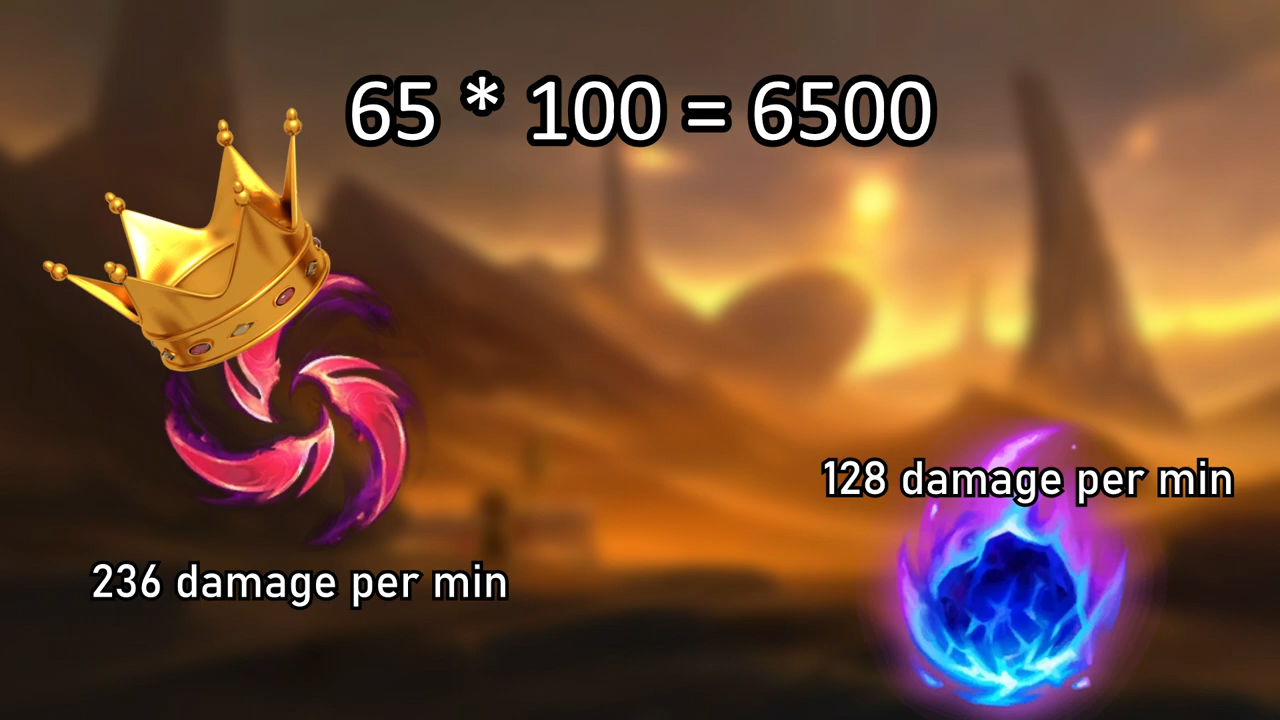 65 * 100 = 6500
128 damage per min
236 damage per min